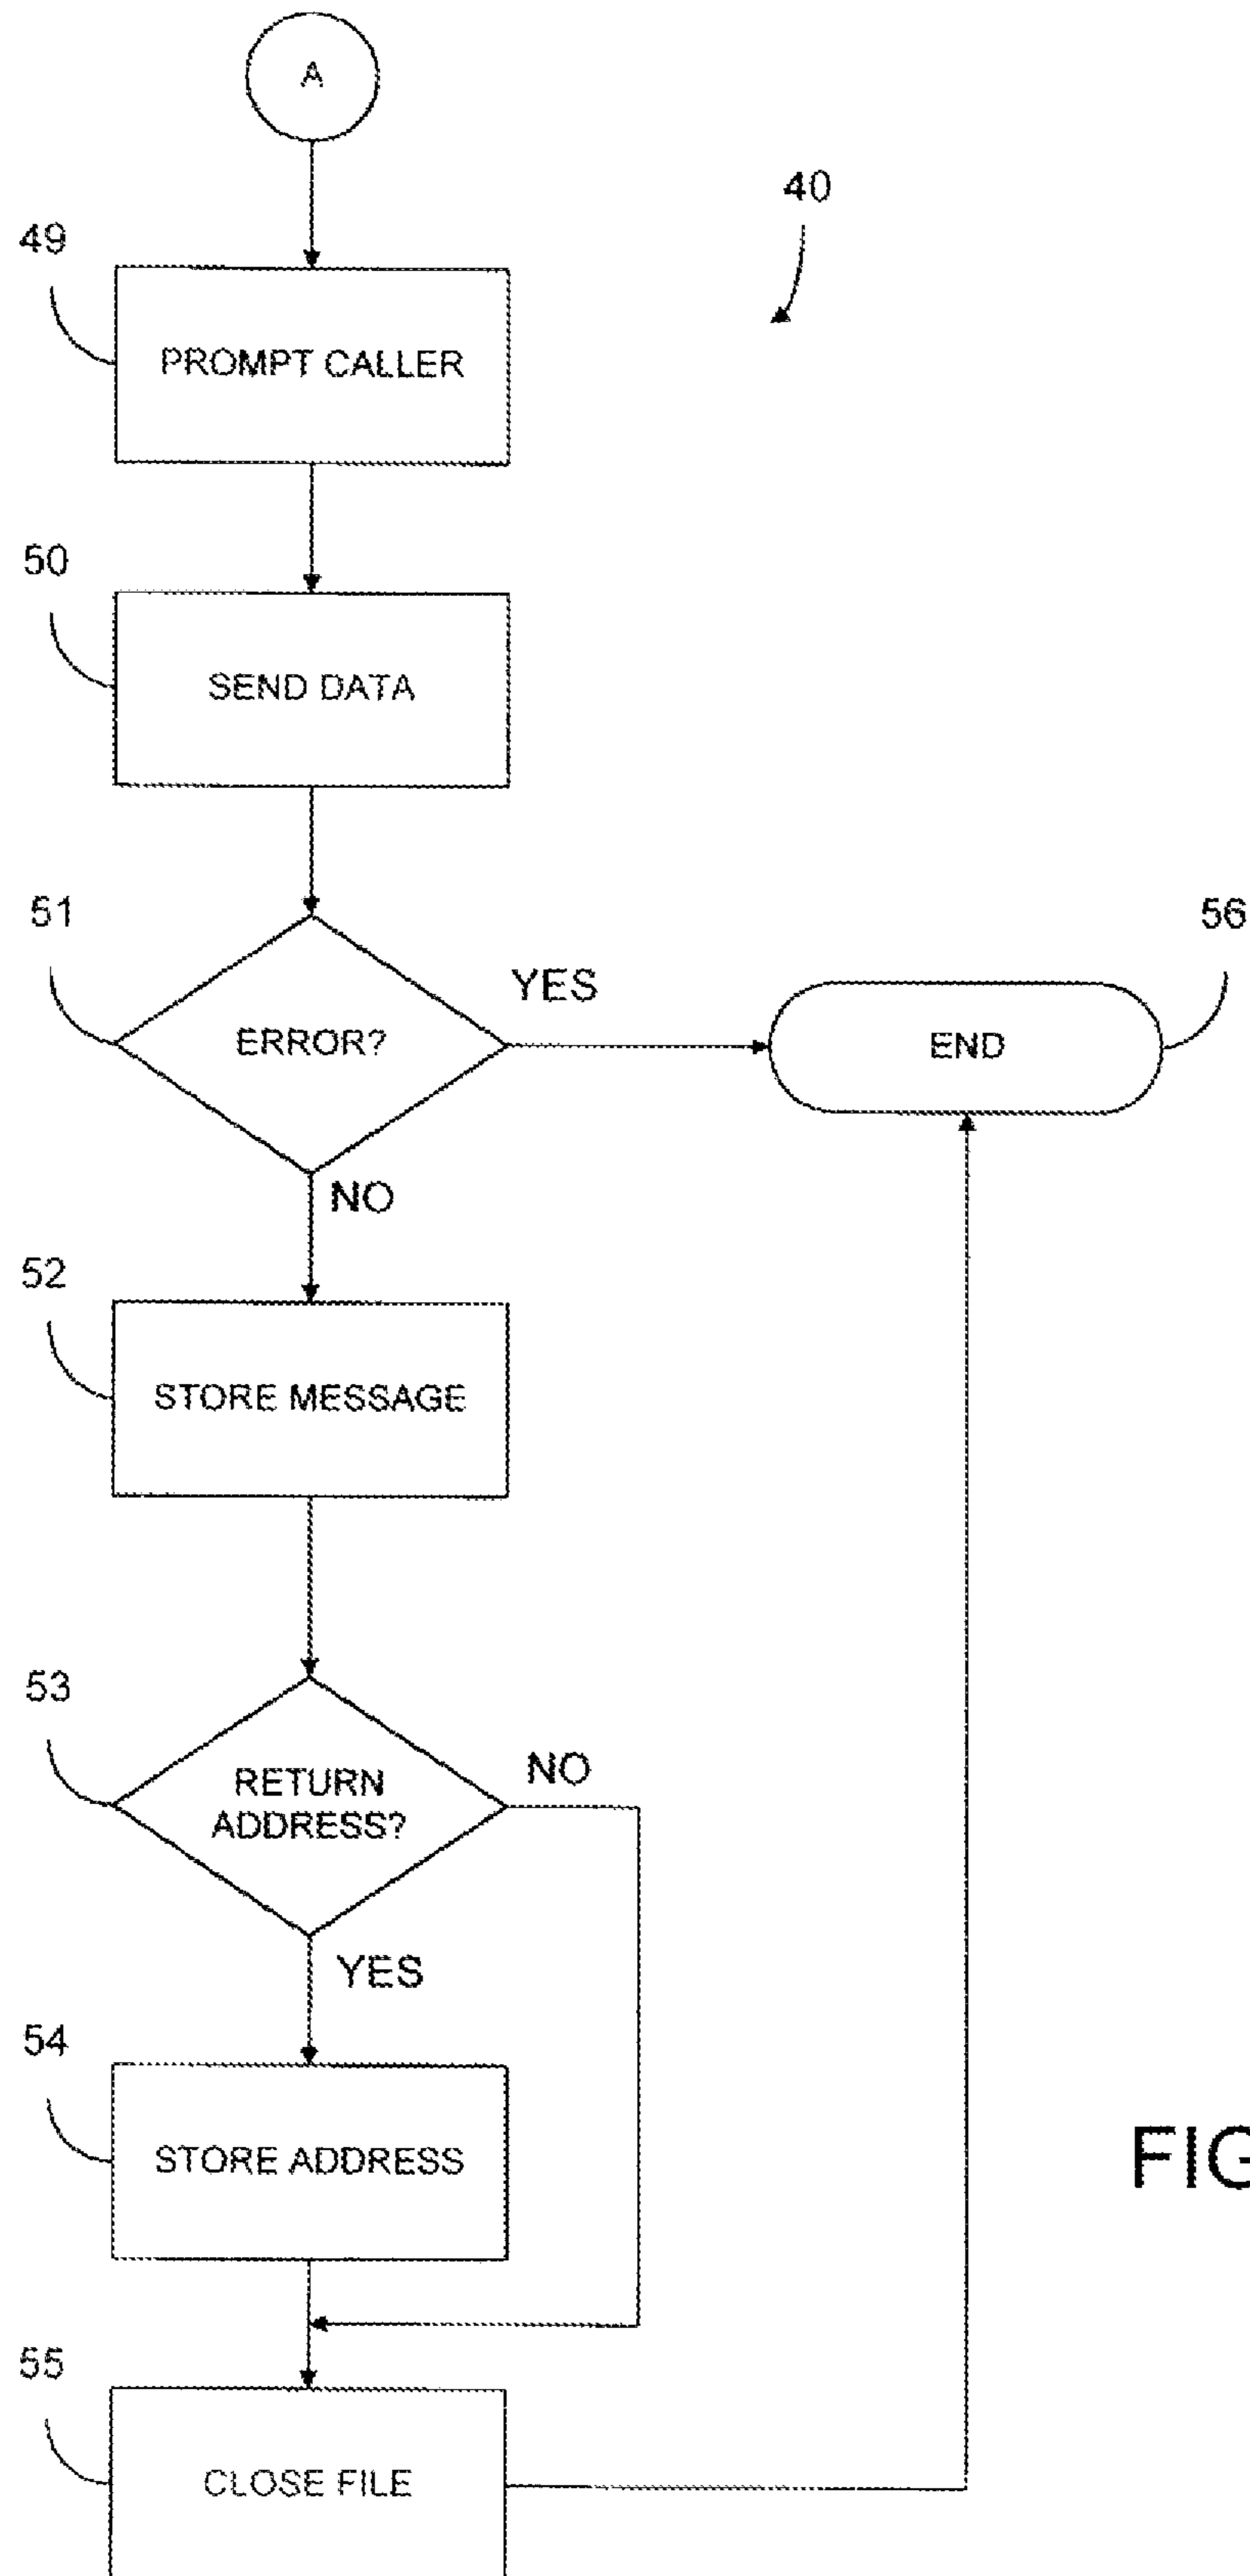 A
40
49
PROMPT CALLER
50
SEND DATA
51
ERROR?
YES
56
END
NO
52
STORE MESSAGE
53
RETURN
ADDRESS?
NO
YES
54
STORE ADDRESS
FIG
55
CLOSE FILE